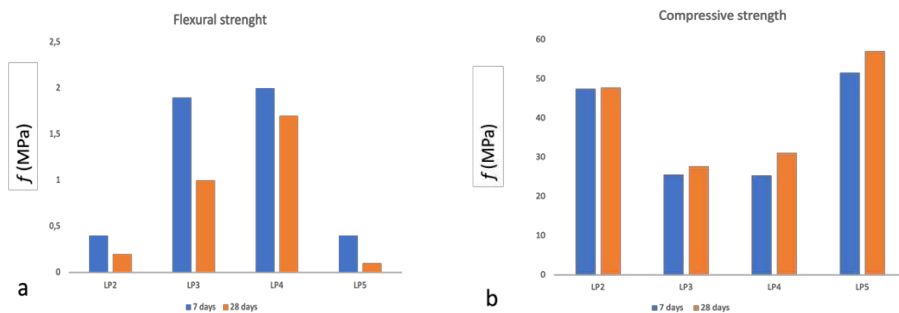 Flexural strenght
f (MPa)
2,5
2
1,5
1
0,5
0
LP2 LP3 LP4 LP5
7 days 28 days
a
Compressive strength
f (MPa)
60
50
40
30
20
10
0
LP2 LP3 LP4 LP5
7 days 28 days
b